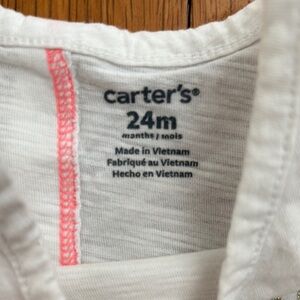 carter's®
24m
months / mois
Made in Vietnam
Fabriqué au Vietnam
Hecho en Vietnam